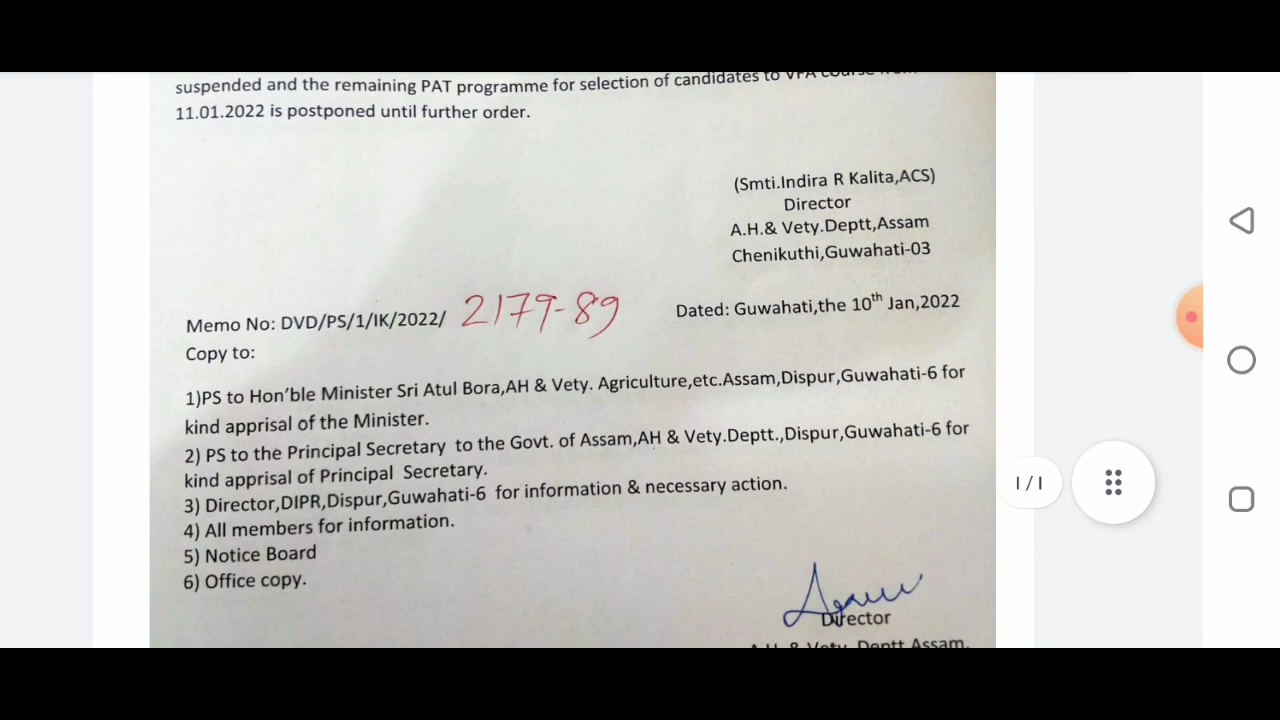 suspended and the remaining PAT programme for selection of candidates to VFA course from
11.01.2022 is postponed until further order.
(Smti.Indira R Kalita,ACS)
Director
A.H.& Vety.Deptt,Assam
Chenikuthi,Guwahati-03
Memo No: DVD/PS/1/IK/2022/ 2179-89 Dated: Guwahati,the 10th Jan,2022
Copy to:
1)PS to Hon'ble Minister Sri Atul Bora,AH & Vety. Agriculture,etc.Assam,Dispur,Guwahati-6 for
kind apprisal of the Minister.
2) PS to the Principal Secretary to the Govt. of Assam,AH & Vety.Deptt.,Dispur,Guwahati-6 for
kind apprisal of Principal Secretary.
3) Director,DIPR,Dispur,Guwahati-6 for information & necessary action.
4) All members for information.
5) Notice Board
6) Office copy.
1/1
Director
A.H. & Vety. Deptt Assam.